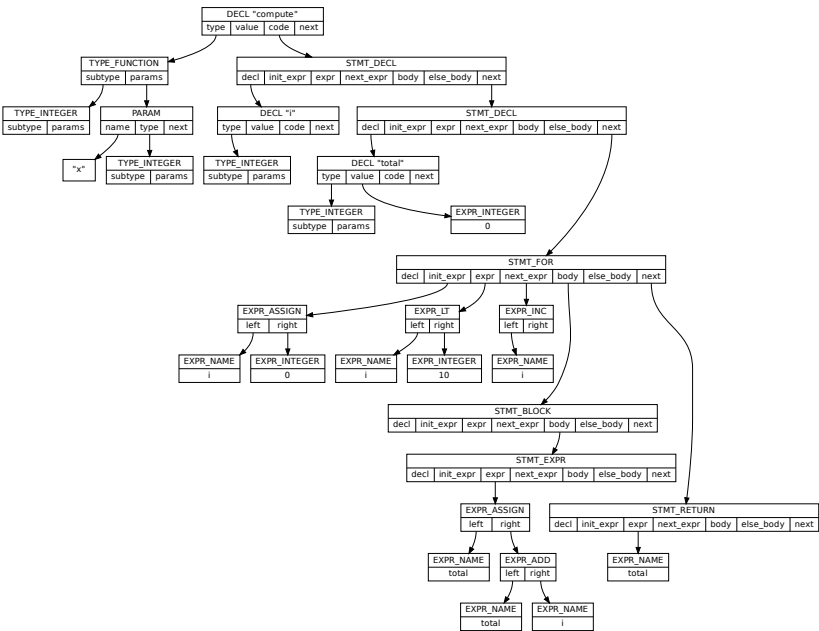 DECL "compute"
type value code next
TYPE_FUNCTION
subtype params
STMT_DECL
decl init_expr expr next_expr body else_body next
TYPE_INTEGER
subtype params
PARAM
name type next
DECL "i"
type value code next
STMT_DECL
decl init_expr expr next_expr body else_body next
"x"
TYPE_INTEGER
subtype params
TYPE_INTEGER
subtype params
DECL "total"
type value code next
TYPE_INTEGER
subtype params
EXPR_INTEGER
0
STMT_FOR
decl init_expr expr next_expr body else_body next
EXPR_ASSIGN
left right
EXPR_LT
left right
EXPR_INC
left right
EXPR_NAME
i
EXPR_INTEGER
0
EXPR_NAME
i
EXPR_INTEGER
10
EXPR_NAME
i
STMT_BLOCK
decl init_expr expr next_expr body else_body next
STMT_EXPR
decl init_expr expr next_expr body else_body next
EXPR_ASSIGN
left right
STMT_RETURN
decl init_expr expr next_expr body else_body next
EXPR_NAME
total
EXPR_ADD
left right
EXPR_NAME
total
EXPR_NAME
total
EXPR_NAME
i